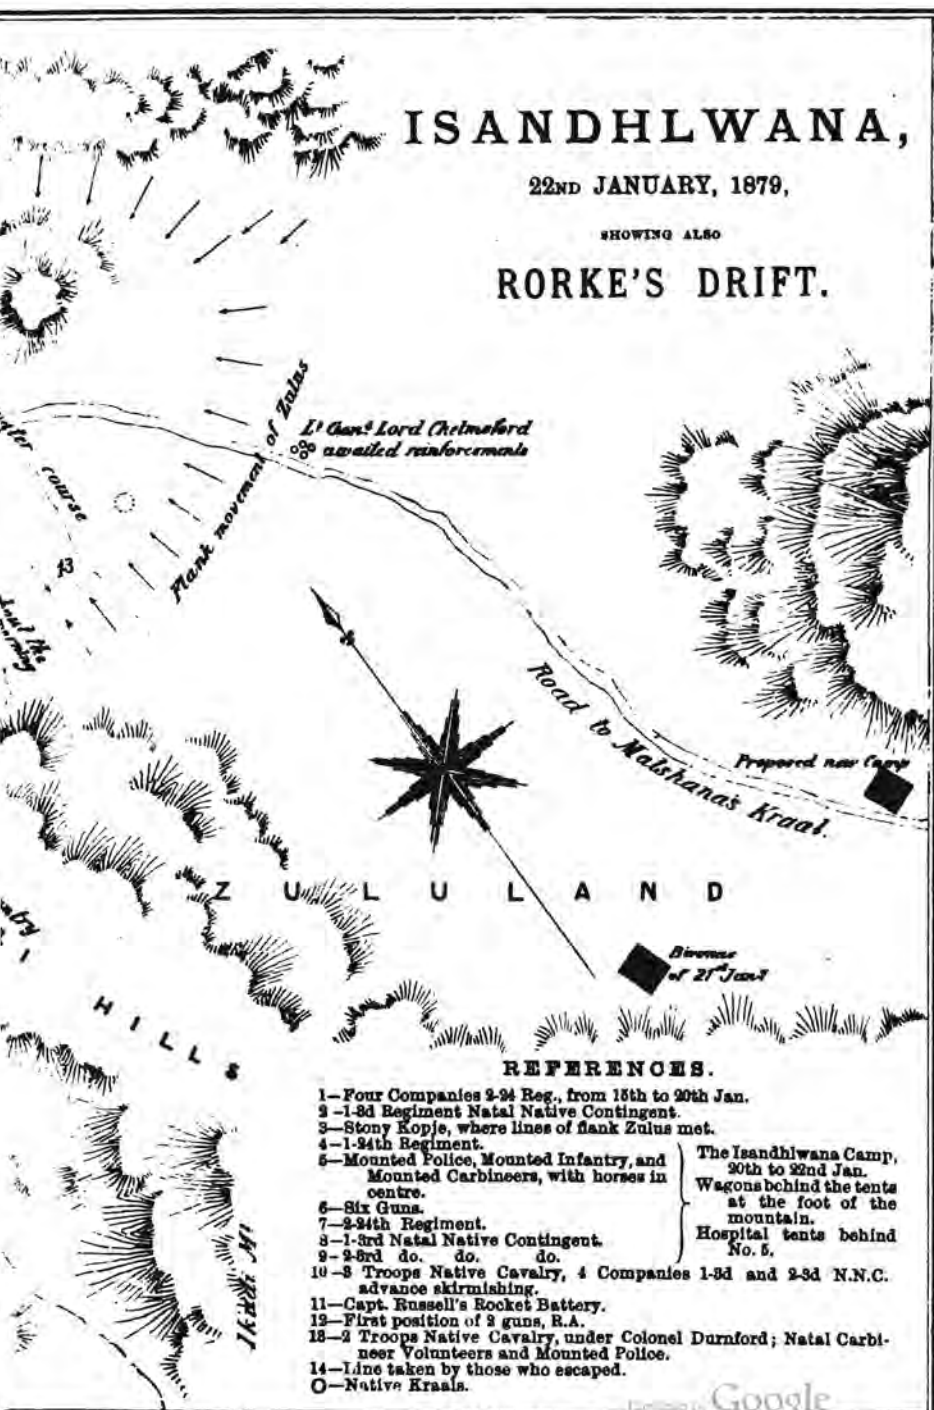 ISANDHLWANA,
22ND JANUARY, 1879,
SHOWING ALSO
RORKE'S DRIFT.
Flank movement of Zulus
Lt Genl Lord Chelmsford
awaited reinforcements
course
13
the
morning
Road to Malshana's Kraal.
Proposed new Camp
ZULULAND
Bivouac
of 21st Jany
HILLS
REFERENCES.
1—Four Companies 2-24 Reg., from 15th to 20th Jan.
2-1-3d Regiment Natal Native Contingent.
3—Stony Kopje, where lines of flank Zulus met.
4-1-24th Regiment.
5—Mounted Police, Mounted Infantry, and
Mounted Carbineers, with horses in
centre.
6—Six Guns.
7—2-24th Regiment.
8—1-3rd Natal Native Contingent.
9-2-3rd do. do. do.
The Isandhlwana Camp,
20th to 22nd Jan.
Wagons behind the tents
at the foot of the
mountain.
Hospital tents behind
No. 5.
10-3 Troops Native Cavalry, 4 Companies 1-3d and 2-3d N.N.C.
advance skirmishing.
11—Capt. Russell's Rocket Battery.
12—First position of 2 guns, R.A.
13—2 Troops Native Cavalry, under Colonel Durnford; Natal Carbi-
neer Volunteers and Mounted Police.
14—Line taken by those who escaped.
O—Native Kraals.
Google